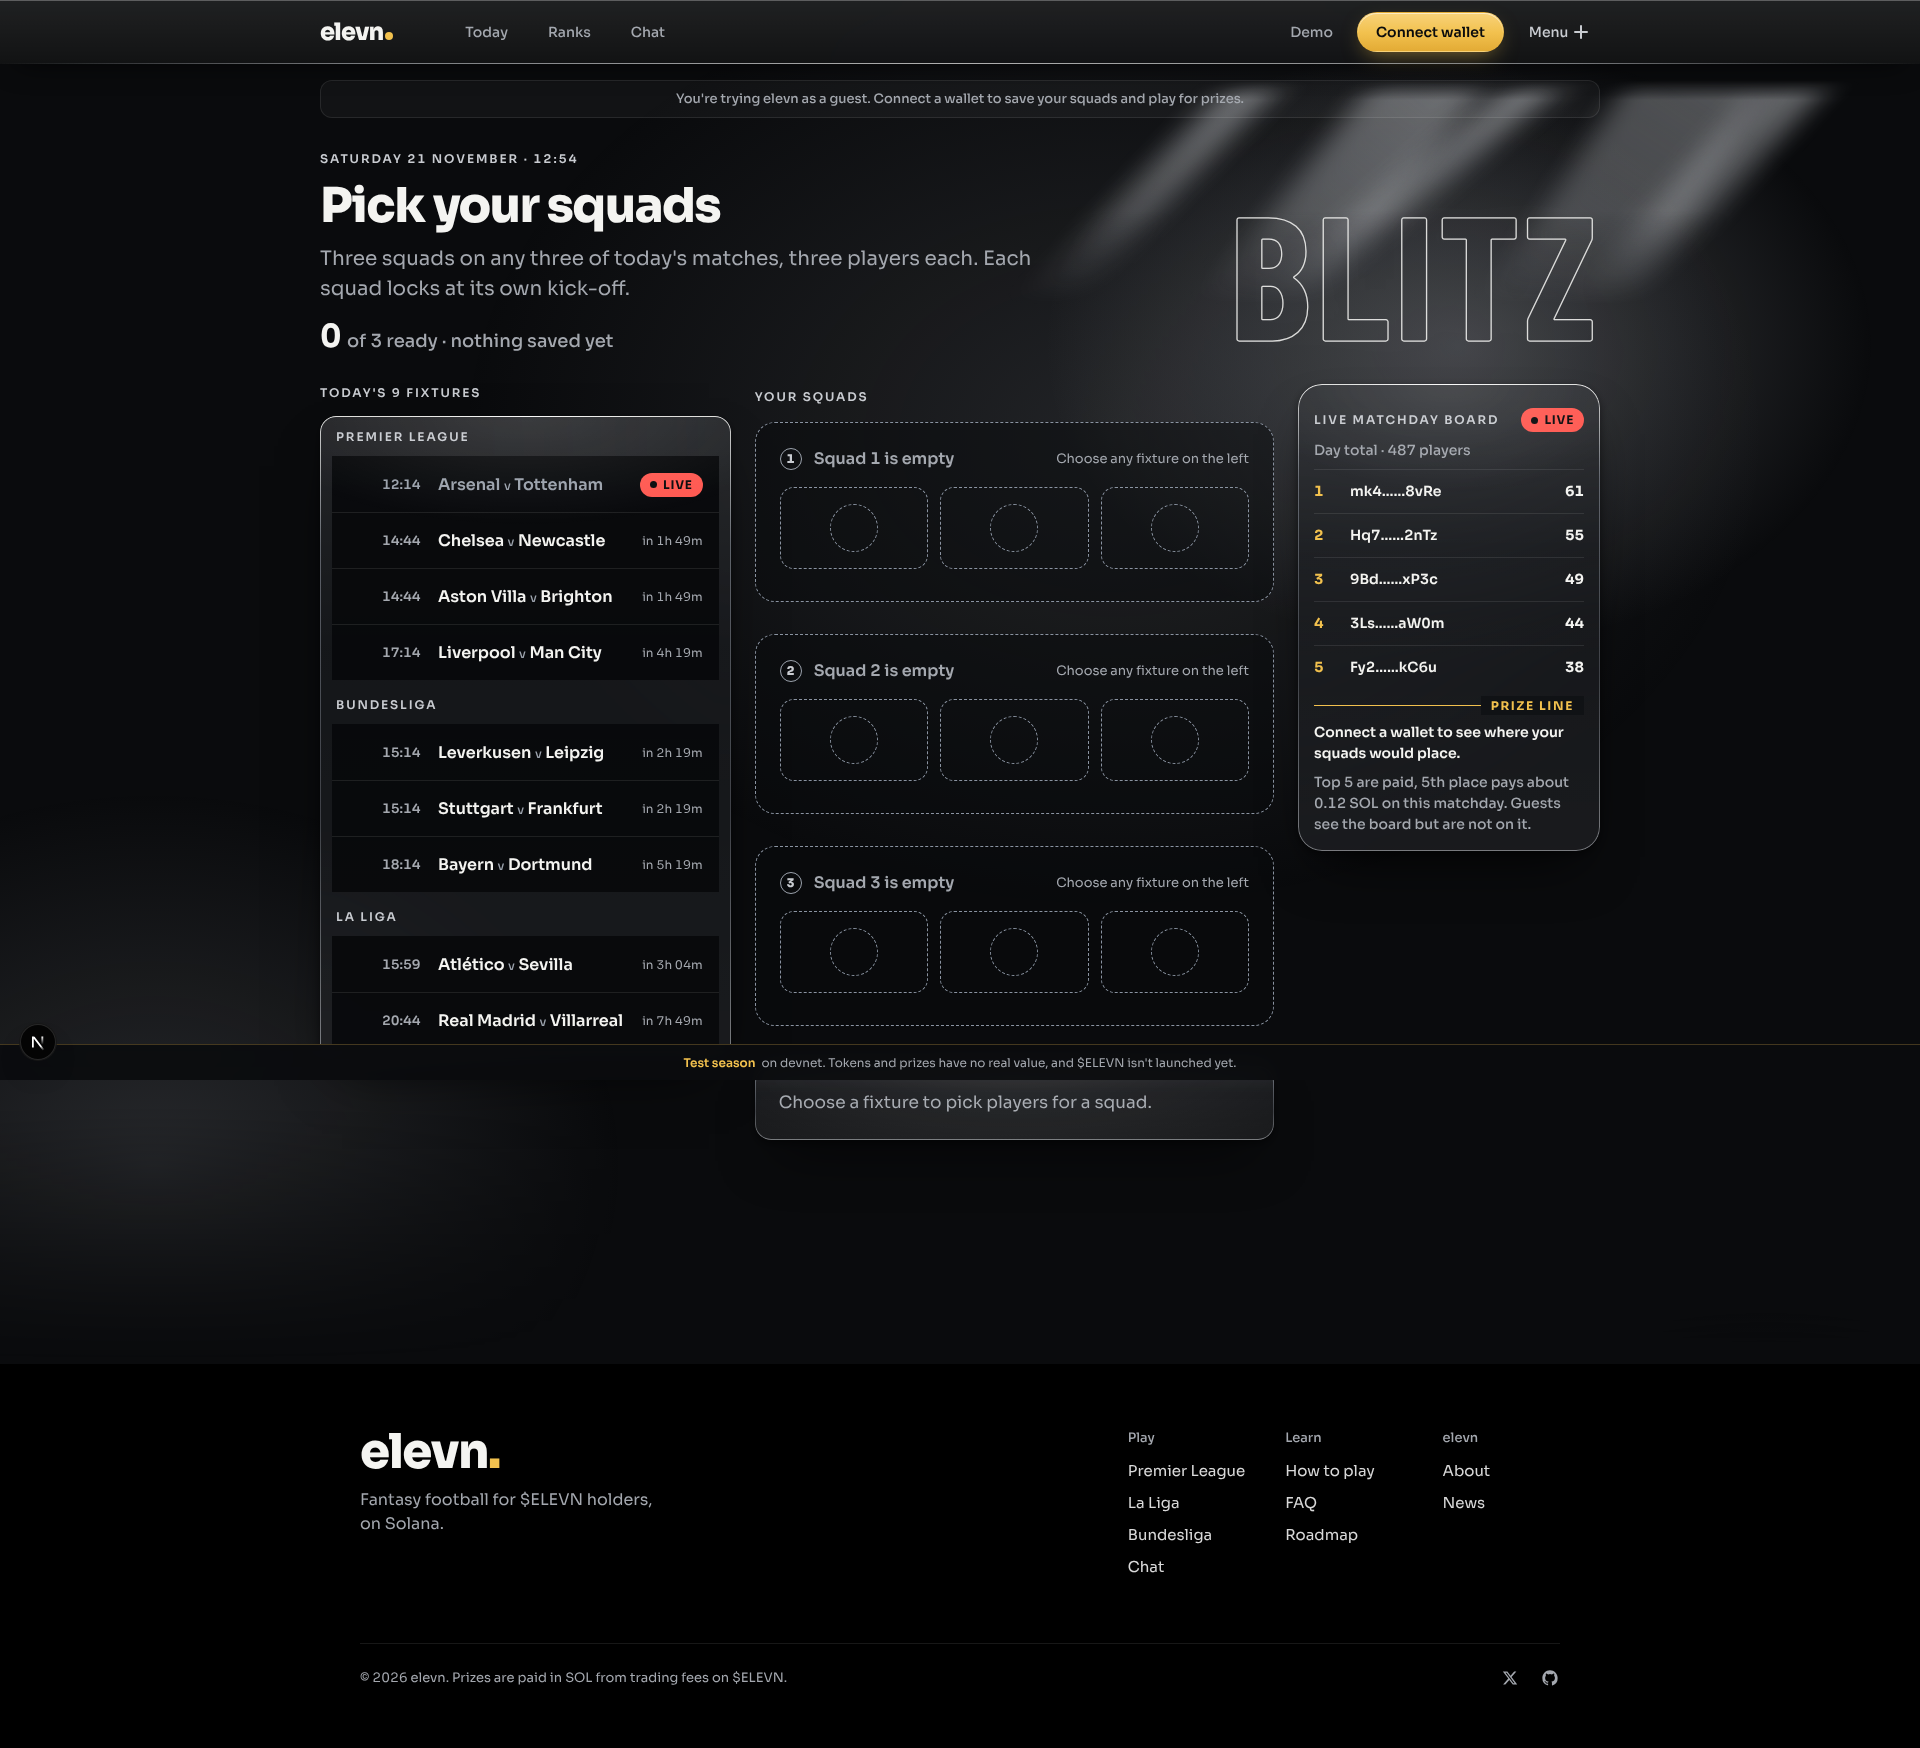 elevn.
Today
Ranks
Chat
Demo
Connect wallet
Menu
You're trying elevn as a guest. Connect a wallet to save your squads and play for prizes.
SATURDAY 21 NOVEMBER · 12:54
Pick your squads
Three squads on any three of today's matches, three players each. Each
squad locks at its own kick-off.
0 of 3 ready · nothing saved yet
BLITZ
TODAY'S 9 FIXTURES
PREMIER LEAGUE
12:14 Arsenal v Tottenham LIVE
14:44 Chelsea v Newcastle in 1h 49m
14:44 Aston Villa v Brighton in 1h 49m
17:14 Liverpool v Man City in 4h 19m
BUNDESLIGA
15:14 Leverkusen v Leipzig in 2h 19m
15:14 Stuttgart v Frankfurt in 2h 19m
18:14 Bayern v Dortmund in 5h 19m
LA LIGA
15:59 Atlético v Sevilla in 3h 04m
20:44 Real Madrid v Villarreal in 7h 49m
YOUR SQUADS
1 Squad 1 is empty Choose any fixture on the left
2 Squad 2 is empty Choose any fixture on the left
3 Squad 3 is empty Choose any fixture on the left
LIVE MATCHDAY BOARD LIVE
Day total · 487 players
1 mk4......8vRe 61
2 Hq7......2nTz 55
3 9Bd......xP3c 49
4 3Ls......aW0m 44
5 Fy2......kC6u 38
PRIZE LINE
Connect a wallet to see where your
squads would place.
Top 5 are paid, 5th place pays about
0.12 SOL on this matchday. Guests
see the board but are not on it.
N
Test season on devnet. Tokens and prizes have no real value, and $ELEVN isn't launched yet.
Choose a fixture to pick players for a squad.
elevn.
Fantasy football for $ELEVN holders,
on Solana.
Play
Premier League
La Liga
Bundesliga
Chat
Learn
How to play
FAQ
Roadmap
elevn
About
News
© 2026 elevn. Prizes are paid in SOL from trading fees on $ELEVN.